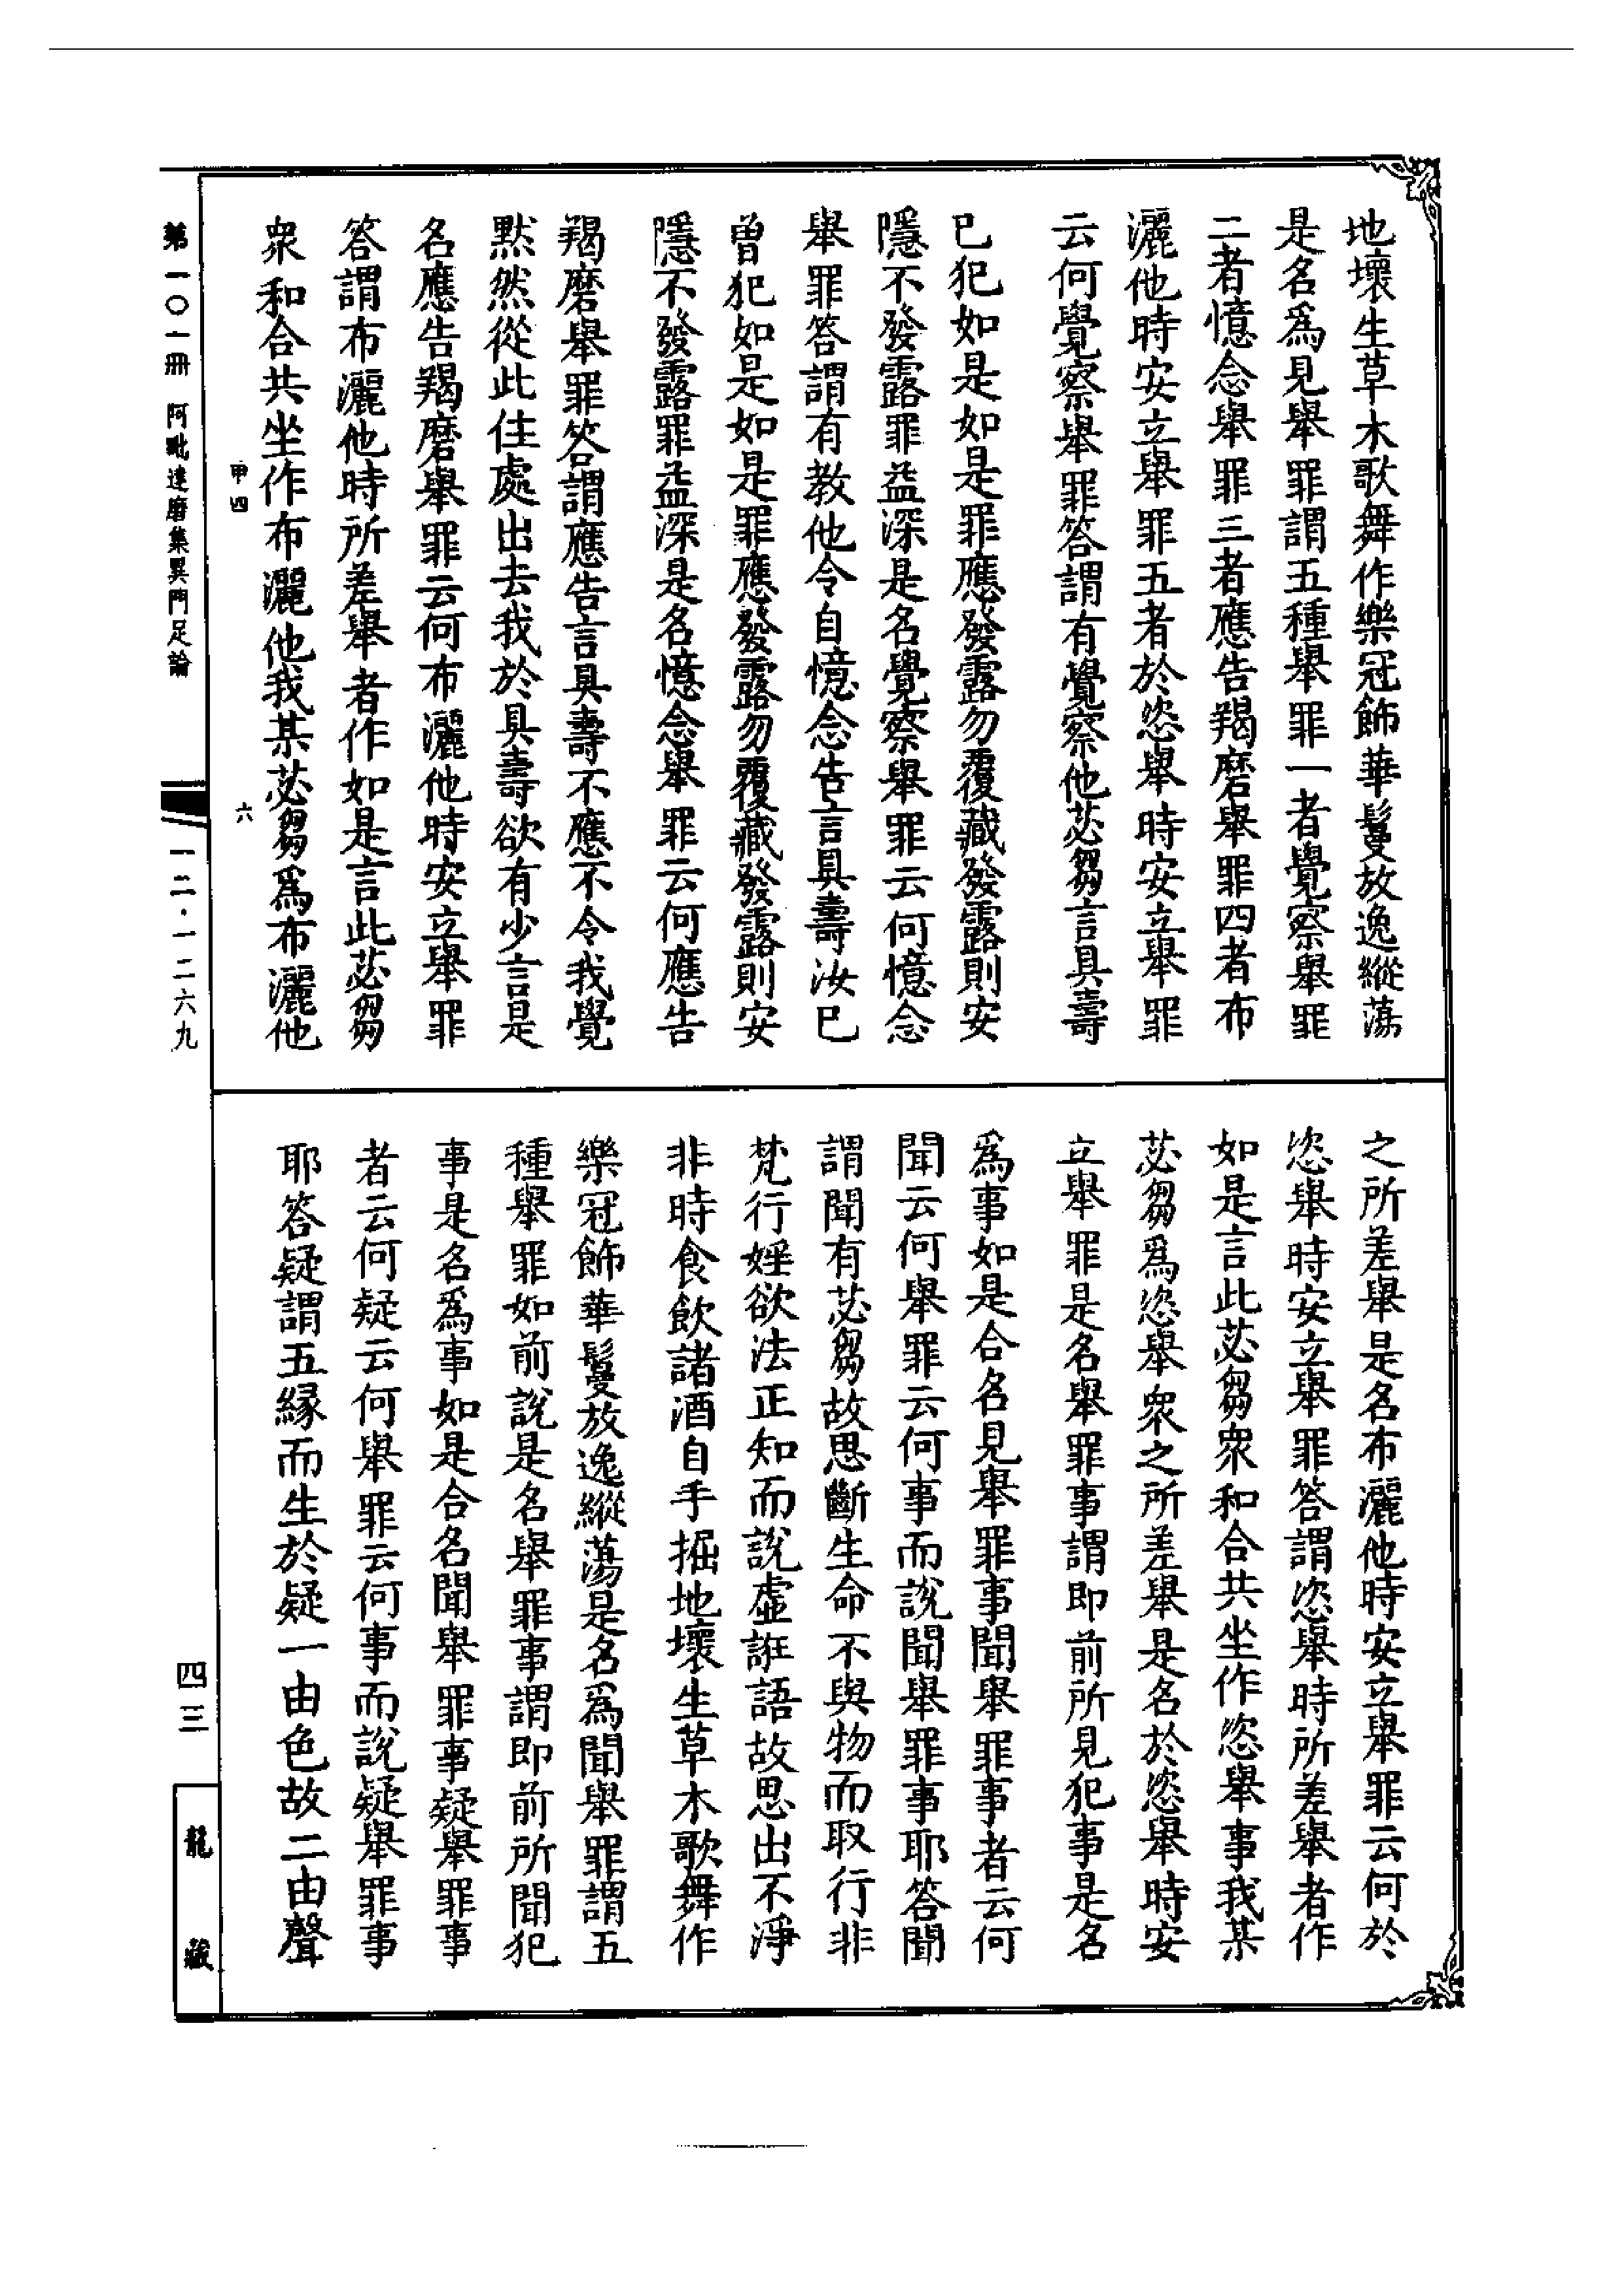 地壞生草木歌舞作樂冠飾華鬘放逸縱蕩
是名爲見舉罪謂五種舉罪一者覺察舉罪
二者憶念舉罪三者應告羯磨舉罪四者布
灑他時安立舉罪五者於恣舉時安立舉罪
云何覺察舉罪答謂有覺察他苾芻言具壽
已犯如是如是罪應發露勿覆藏發露則安
隱不發露罪益深是名覺察舉罪云何憶念
舉罪答謂有教他令自憶念告言具壽汝已
曾犯如是如是罪應發露勿覆藏發露則安
隱不發露罪益深是名憶念舉罪云何應告
羯磨舉罪答謂應告言具壽不應不令我覺
默然從此住處出去我於具壽欲有少言是
名應告羯磨舉罪云何布灑他時安立舉罪
答謂布灑他時所差舉者作如是言此苾芻
衆和合共坐作布灑他我某苾芻爲布灑他
之所差舉是名布灑他時安立舉罪云何於
恣舉時安立舉罪答謂恣舉時所差舉者作
如是言此苾芻衆和合共坐作恣舉事我某
苾芻爲恣舉衆之所差舉是名於恣舉時安
立舉罪是名舉罪事謂即前所見犯事是名
爲事如是合名見舉罪事聞舉罪事者云何
聞云何舉罪云何事而說聞舉罪事耶答聞
謂聞有苾芻故思斷生命不與物而取行非
梵行婬欲法正知而說虛誑語故思出不淨
非時食飲諸酒自手掘地壞生草木歌舞作
樂冠飾華鬘放逸縱蕩是名爲聞舉罪謂五
種舉罪如前說是名舉罪事謂即前所聞犯
事是名爲事如是合名聞舉罪事疑舉罪事
者云何疑云何舉罪云何事而說疑舉罪事
耶答疑謂五緣而生於疑一由色故二由聲
甲四
六
第一〇一冊 阿毗達磨集異門足論
一二·一二六九
四三
龍藏